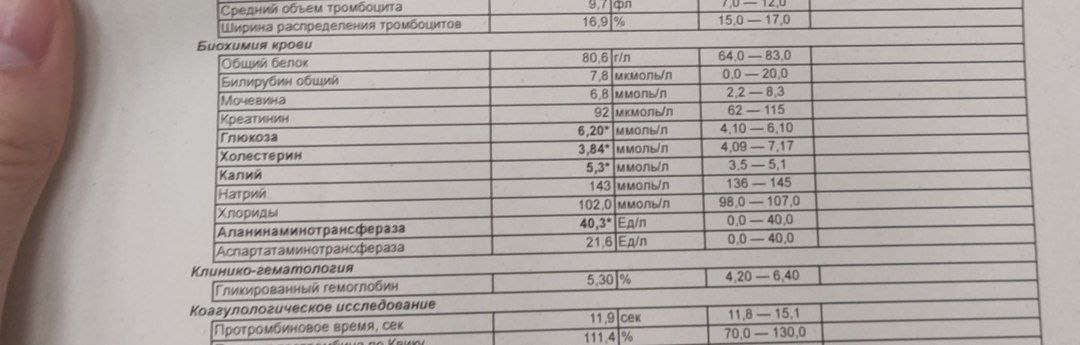 Средний объем тромбоцита 9,7 фл 7,0 — 12,0
Ширина распределения тромбоцитов 16,9 % 15,0 — 17,0
Биохимия крови
Общий белок 80,6 г/л 64,0 — 83,0
Билирубин общий 7,8 мкмоль/л 0,0 — 20,0
Мочевина 6,8 ммоль/л 2,2 — 8,3
Креатинин 92 мкмоль/л 62 — 115
Глюкоза 6,20* ммоль/л 4,10 — 6,10
Холестерин 3,84* ммоль/л 4,09 — 7,17
Калий 5,3* ммоль/л 3,5 — 5,1
Натрий 143 ммоль/л 136 — 145
Хлориды 102,0 ммоль/л 98,0 — 107,0
Аланинаминотрансфераза 40,3* Ед/л 0,0 — 40,0
Аспартатаминотрансфераза 21,6 Ед/л 0,0 — 40,0
Клинико-гематология
Гликированный гемоглобин 5,30 % 4,20 — 6,40
Коагулологическое исследование
Протромбиновое время, сек 11,9 сек 11,8 — 15,1
по Квику 111,4 % 70,0 — 130,0